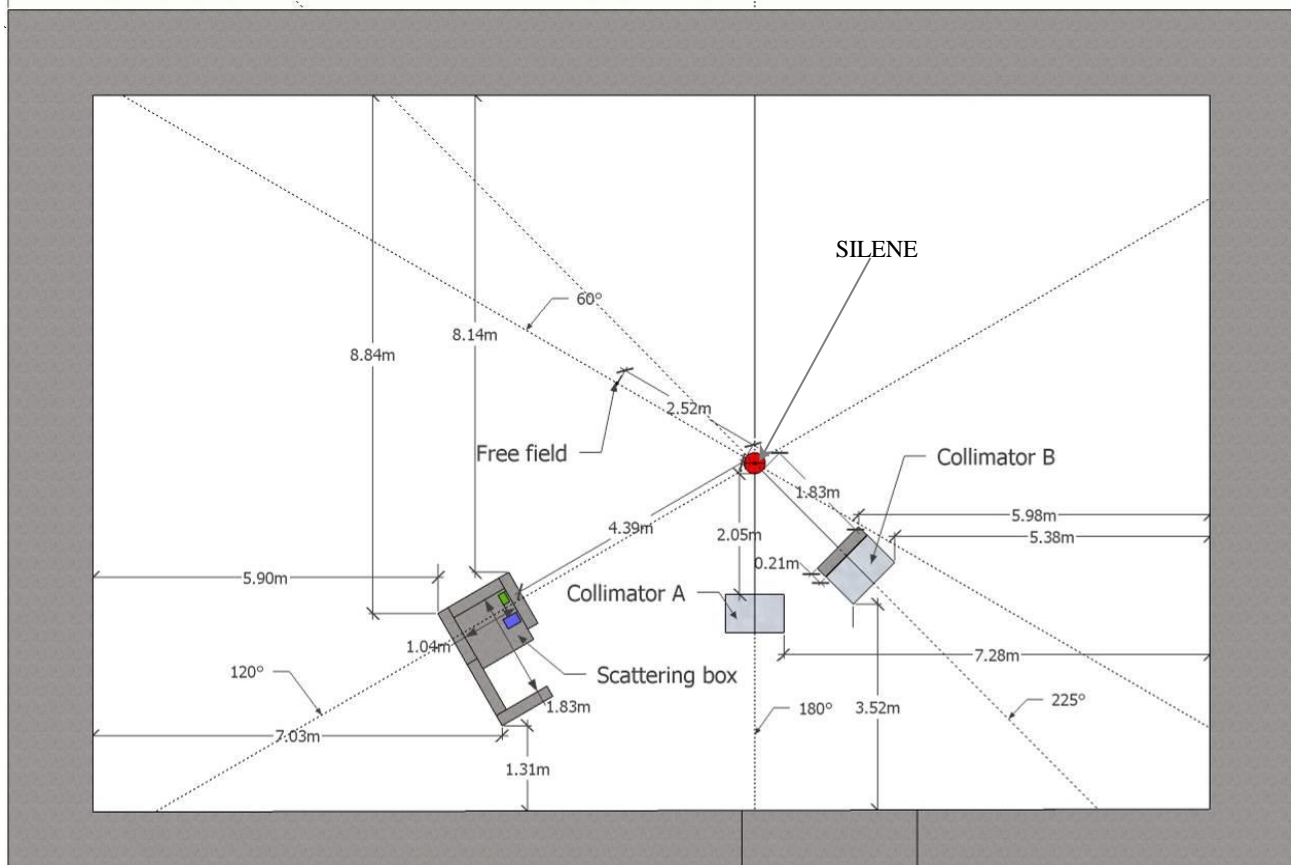 SILENE
60°
8.14m
8.84m
2.52m
Free field
Collimator B
1.83m
5.98m
4.39m
2.05m
5.38m
0.21m
5.90m
Collimator A
1.04m
7.28m
120°
Scattering box
225°
1.83m
180°
3.52m
7.03m
1.31m